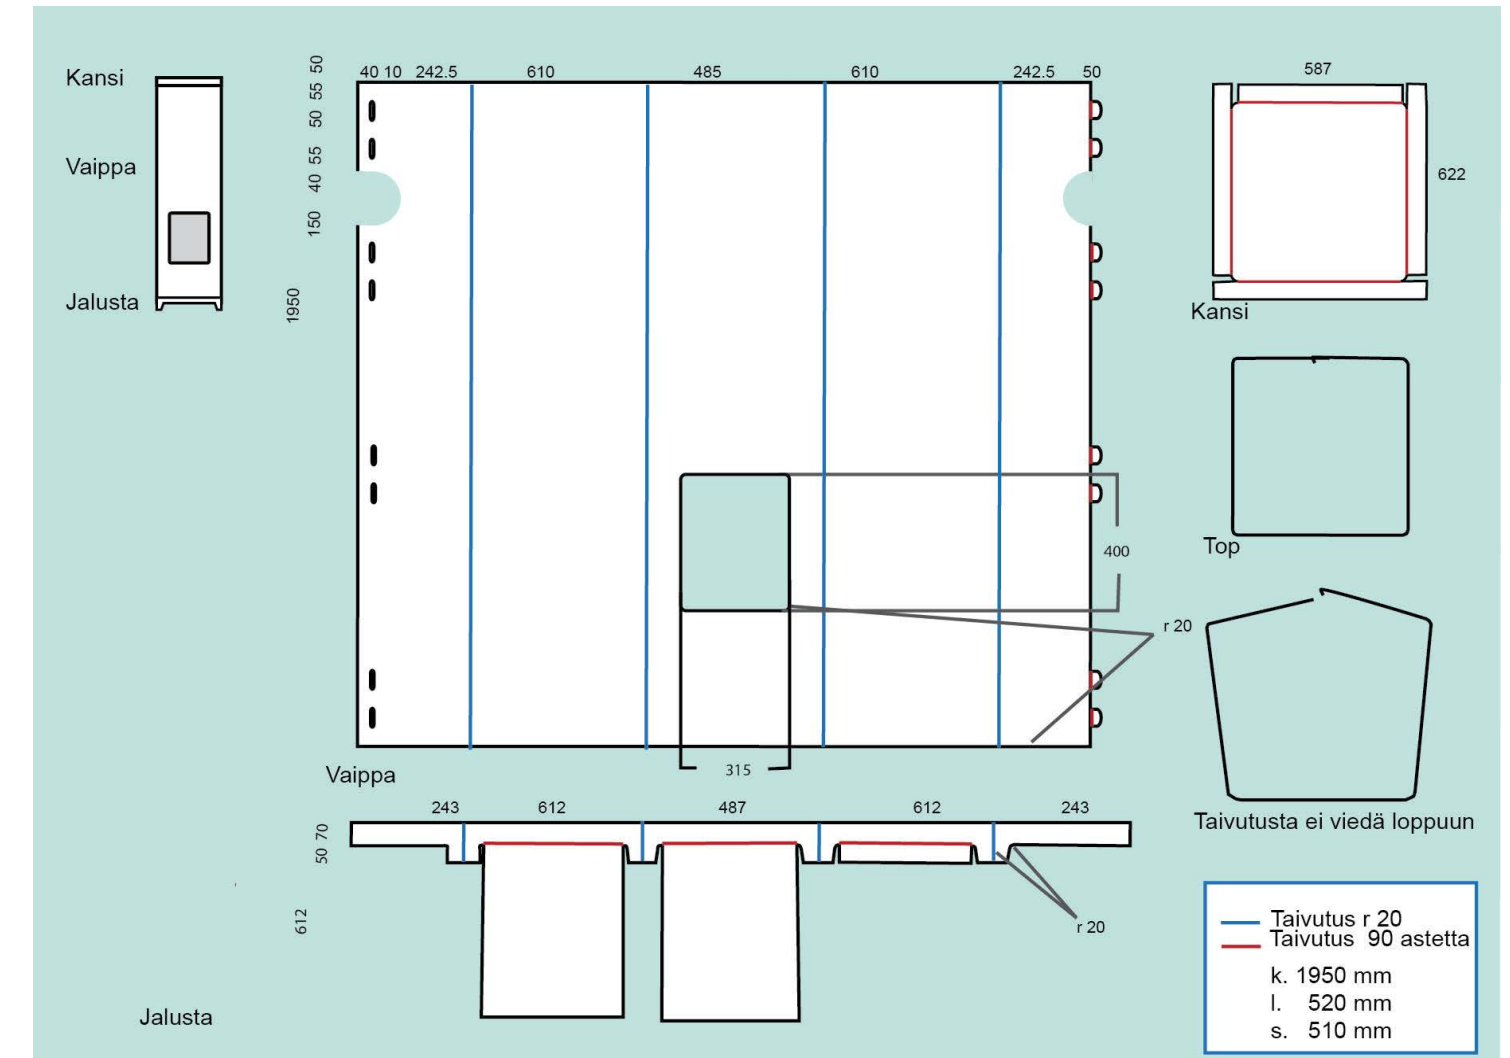 Kansi
Vaippa
Jalusta
50
55
50
55
40
150
1950
40 10 242.5 610 485 610 242.5 50
400
r 20
315
Vaippa
587
622
Kansi
Top
Taivutusta ei viedä loppuun
243 612 487 612 243
70
50
612
r 20
Jalusta
Taivutus r 20
Taivutus 90 astetta
k. 1950 mm
l. 520 mm
s. 510 mm